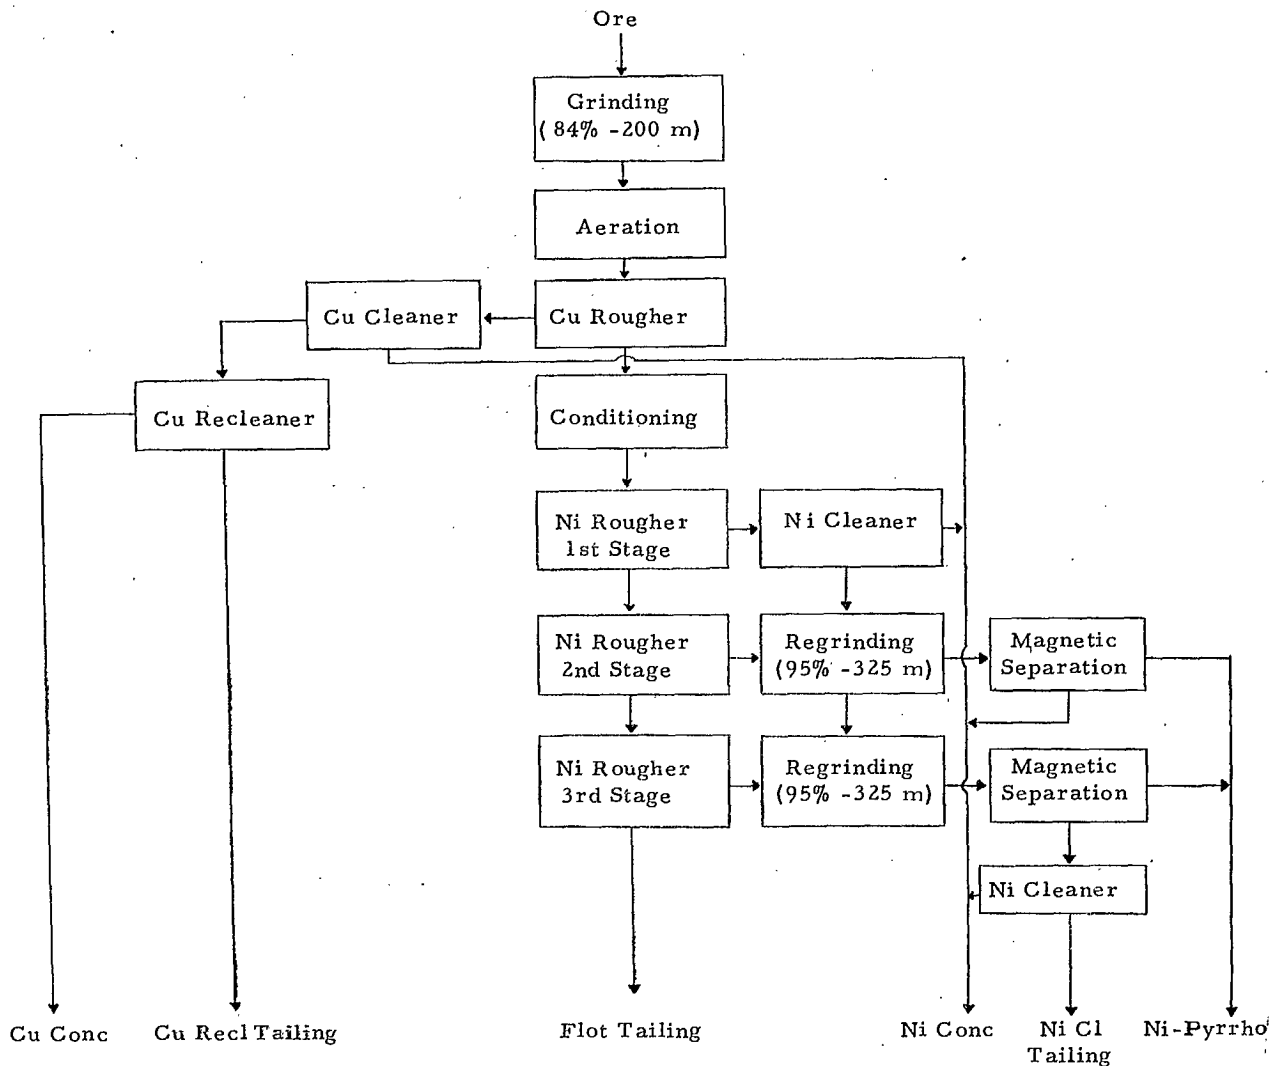 Ore
Grinding
( 84% -200 m)
Aeration
Cu Cleaner
Cu Rougher
Cu Recleaner
Conditioning
Ni Rougher
1st Stage
Ni Cleaner
Ni Rougher
2nd Stage
Regrinding
(95% -325 m)
Magnetic
Separation
Ni Rougher
3rd Stage
Regrinding
(95% -325 m)
Magnetic
Separation
Ni Cleaner
Cu Conc
Cu Recl Tailing
Flot Tailing
Ni Conc
Ni Cl
Tailing
Ni-Pyrrho